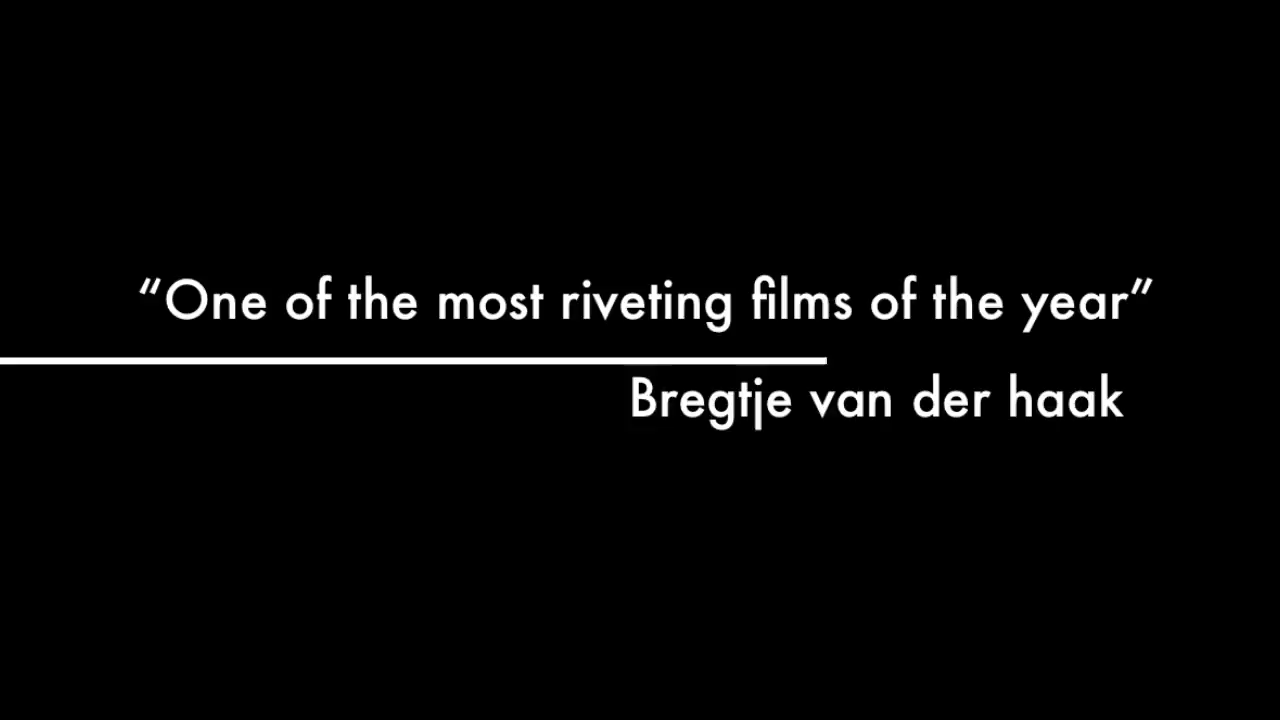 “One of the most riveting films of the year”
Bregtje van der haak